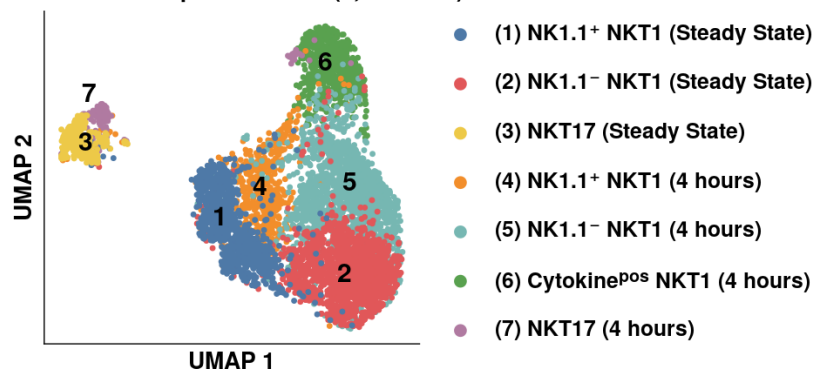 6
7
3
4
5
1
2
UMAP 2
UMAP 1
(1) NK1.1⁺ NKT1 (Steady State)
(2) NK1.1⁻ NKT1 (Steady State)
(3) NKT17 (Steady State)
(4) NK1.1⁺ NKT1 (4 hours)
(5) NK1.1⁻ NKT1 (4 hours)
(6) Cytokineᵖᵒˢ NKT1 (4 hours)
(7) NKT17 (4 hours)